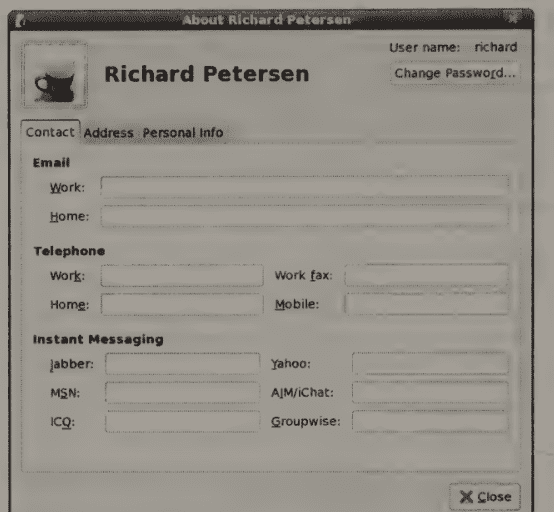 About Richard Petersen
User name: richard
Richard Petersen
Change Password...
Contact Address Personal Info
Email
Work:
Home:
Telephone
Work: Work fax:
Home: Mobile:
Instant Messaging
Jabber: Yahoo:
MSN: AIM/iChat:
ICQ: Groupwise:
Close